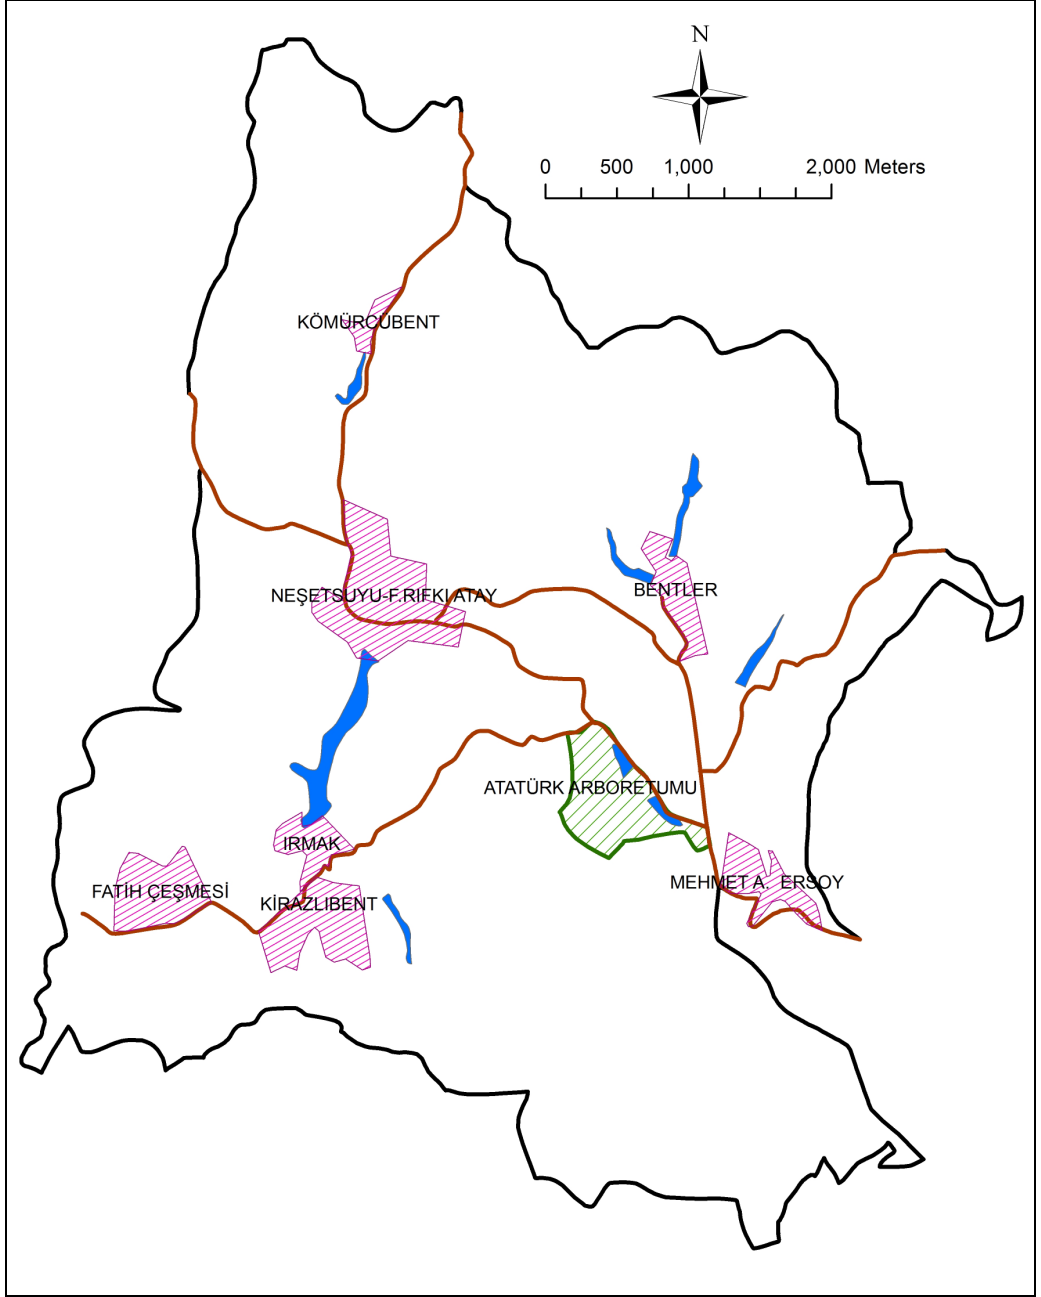 N
0 500 1,000 2,000 Meters
KÖMÜRCÜBENT
NEŞETSUYU-F.RIFKI ATAY
BENTLER
ATATÜRK ARBORETUMU
IRMAK
MEHMET A. ERSOY
FATİH ÇEŞMESİ
KİRAZLIBENT